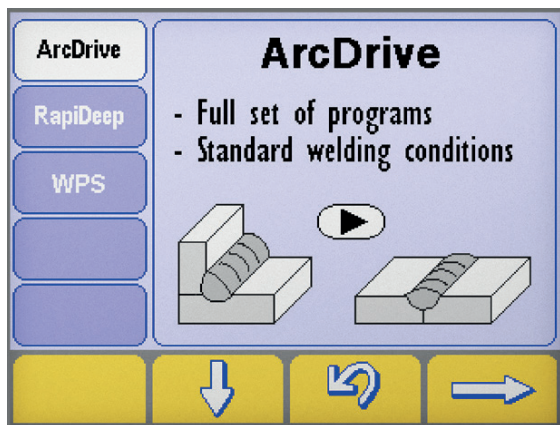 ArcDrive
RapiDeep
WPS
ArcDrive
- Full set of programs
- Standard welding conditions